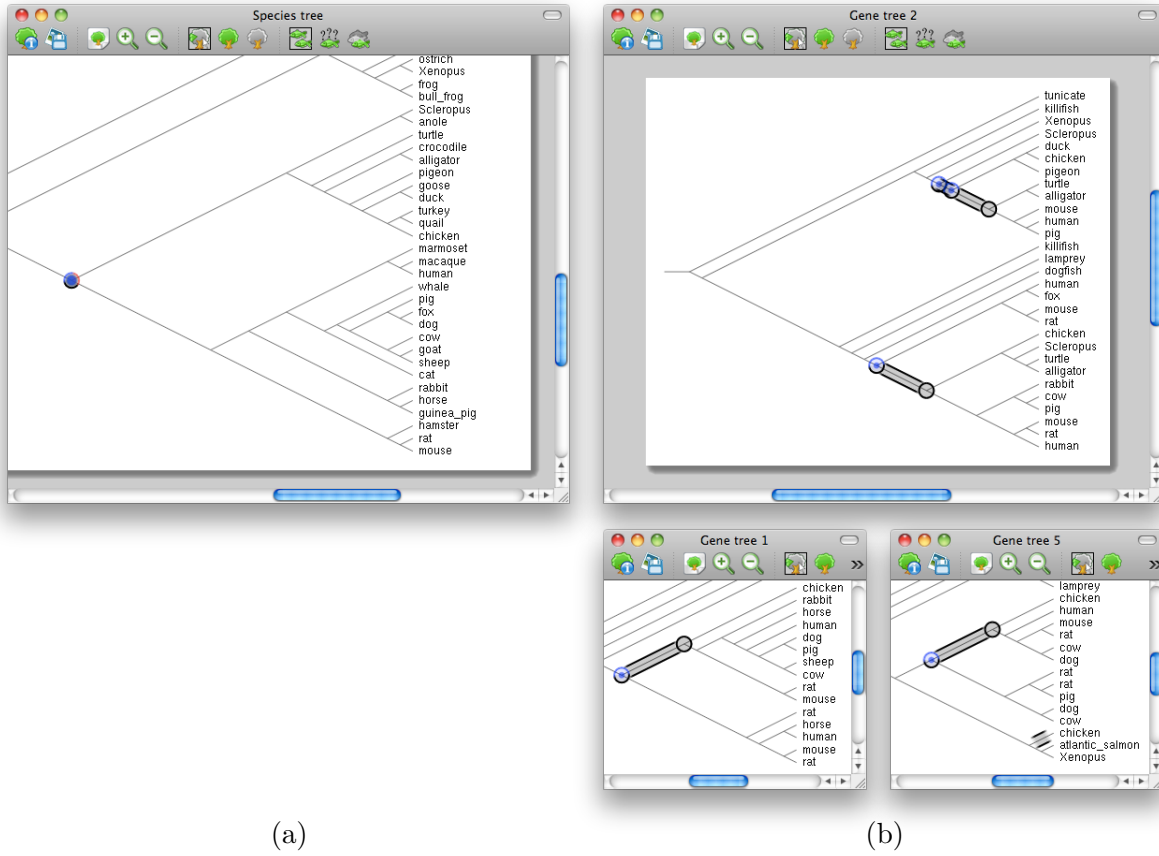 Species tree
ostrich
Xenopus
frog
bull_frog
Scleropus
anole
turtle
crocodile
alligator
pigeon
goose
duck
turkey
quail
chicken
marmoset
macaque
human
whale
pig
fox
dog
cow
goat
sheep
cat
rabbit
horse
guinea_pig
hamster
rat
mouse
Gene tree 2
???
???
tunicate
killifish
Xenopus
Scleropus
duck
chicken
pigeon
turtle
alligator
mouse
human
pig
killifish
lamprey
dogfish
human
fox
mouse
rat
chicken
Scleropus
turtle
alligator
rabbit
cow
pig
mouse
rat
human
Gene tree 1
»
chicken
rabbit
horse
human
dog
pig
sheep
cow
rat
mouse
rat
horse
human
mouse
rat
Gene tree 5
»
lamprey
chicken
human
mouse
rat
cow
dog
rat
rat
pig
dog
cow
chicken
atlantic_salmon
Xenopus
(a)
(b)